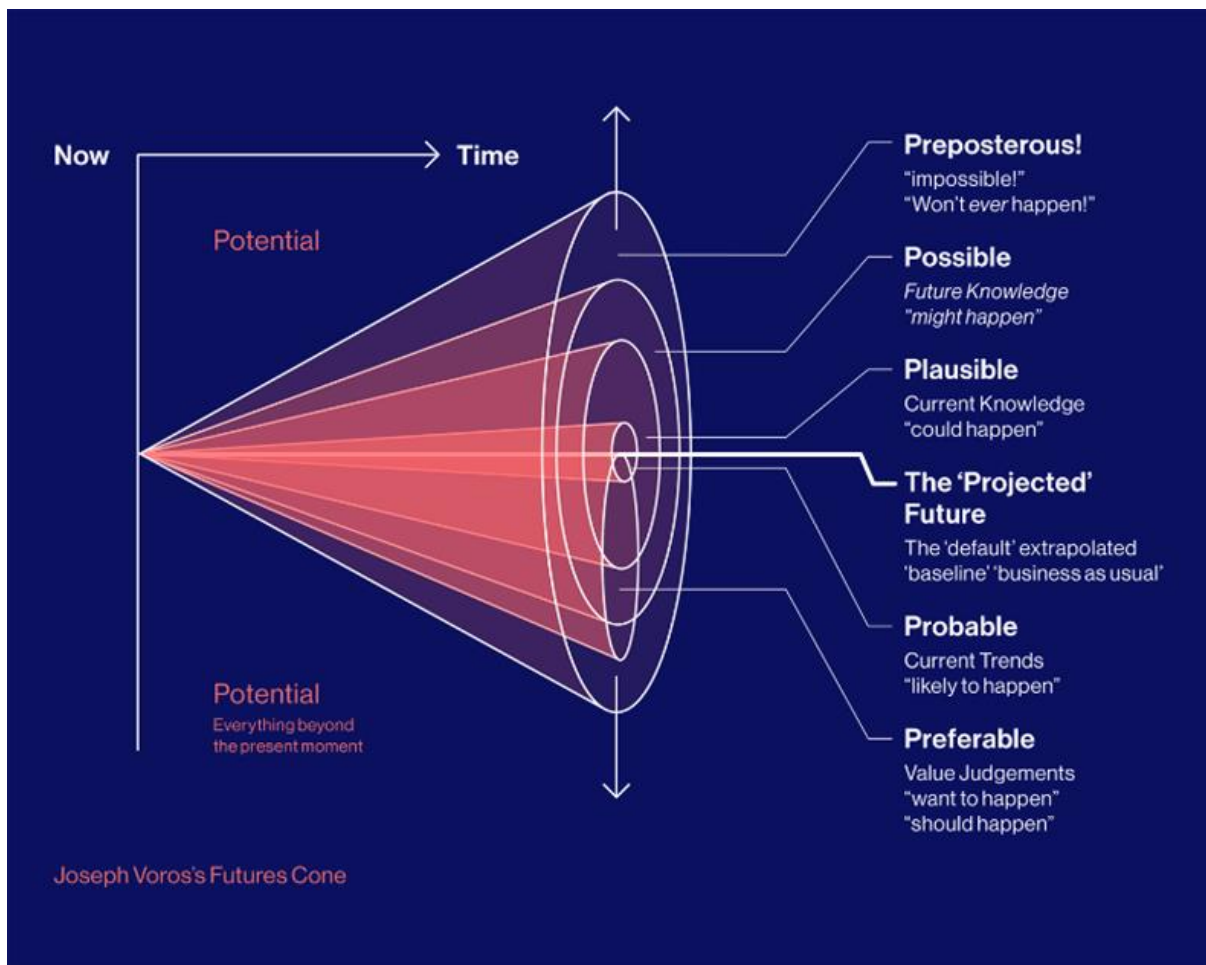 Now
Time
Potential
Preposterous!
“impossible!”
“Won’t ever happen!”
Possible
Future Knowledge
“might happen”
Plausible
Current Knowledge
“could happen”
The ‘Projected’
Future
The ‘default’ extrapolated
‘baseline’ ‘business as usual’
Probable
Current Trends
“likely to happen”
Preferable
Value Judgements
“want to happen”
“should happen”
Potential
Everything beyond
the present moment
Joseph Voros’s Futures Cone